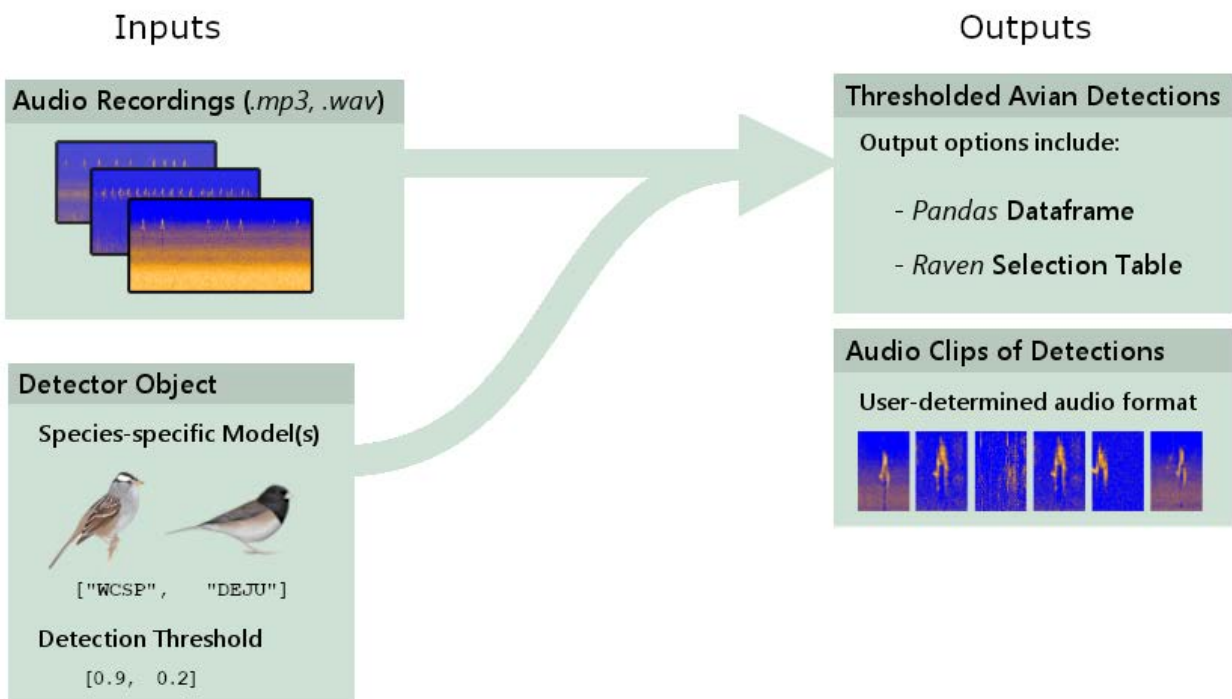 Inputs
Audio Recordings (.mp3, .wav)
Detector Object
Species-specific Model(s)
["WCSP", "DEJU"]
Detection Threshold
[0.9, 0.2]
Outputs
Thresholded Avian Detections
Output options include:
- Pandas Dataframe
- Raven Selection Table
Audio Clips of Detections
User-determined audio format